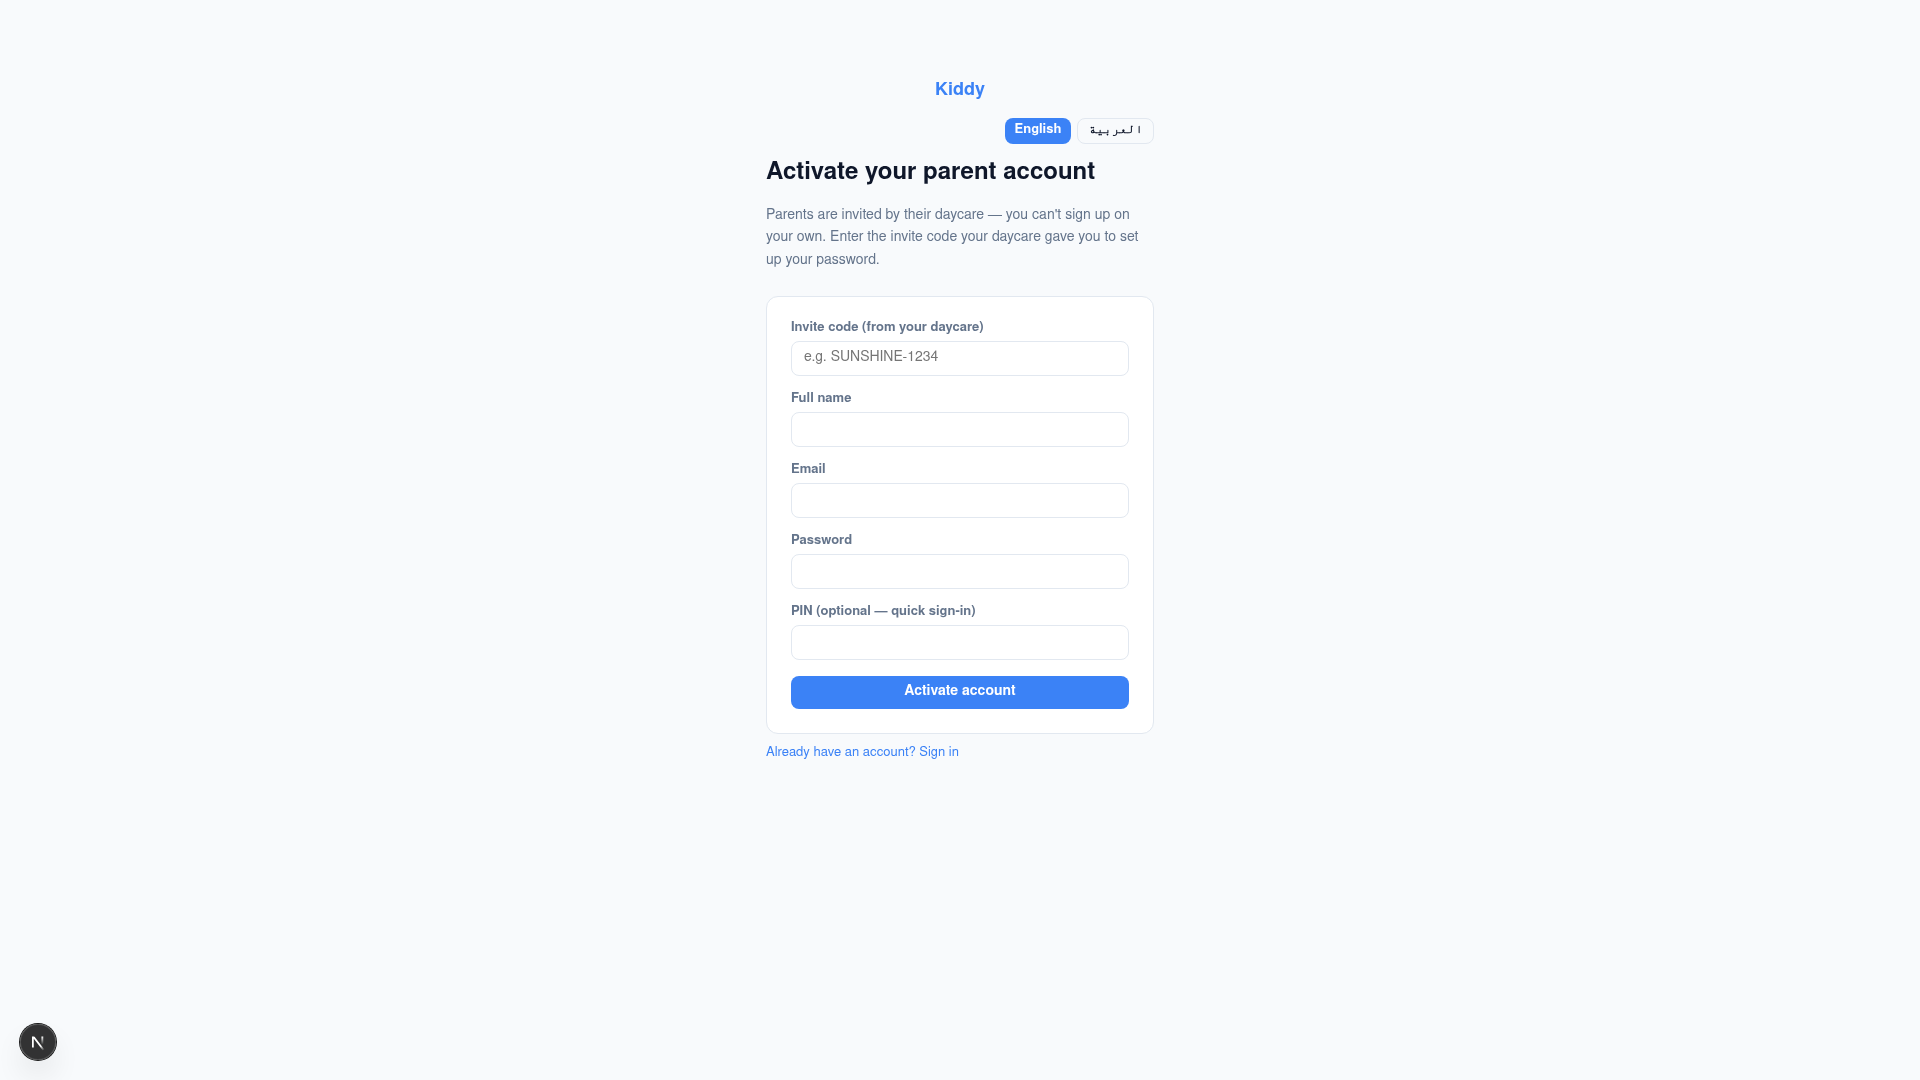 Kiddy
English العربية
Activate your parent account
Parents are invited by their daycare — you can't sign up on
your own. Enter the invite code your daycare gave you to set
up your password.
Invite code (from your daycare)
e.g. SUNSHINE-1234
Full name
Email
Password
PIN (optional — quick sign-in)
Activate account
Already have an account? Sign in
N